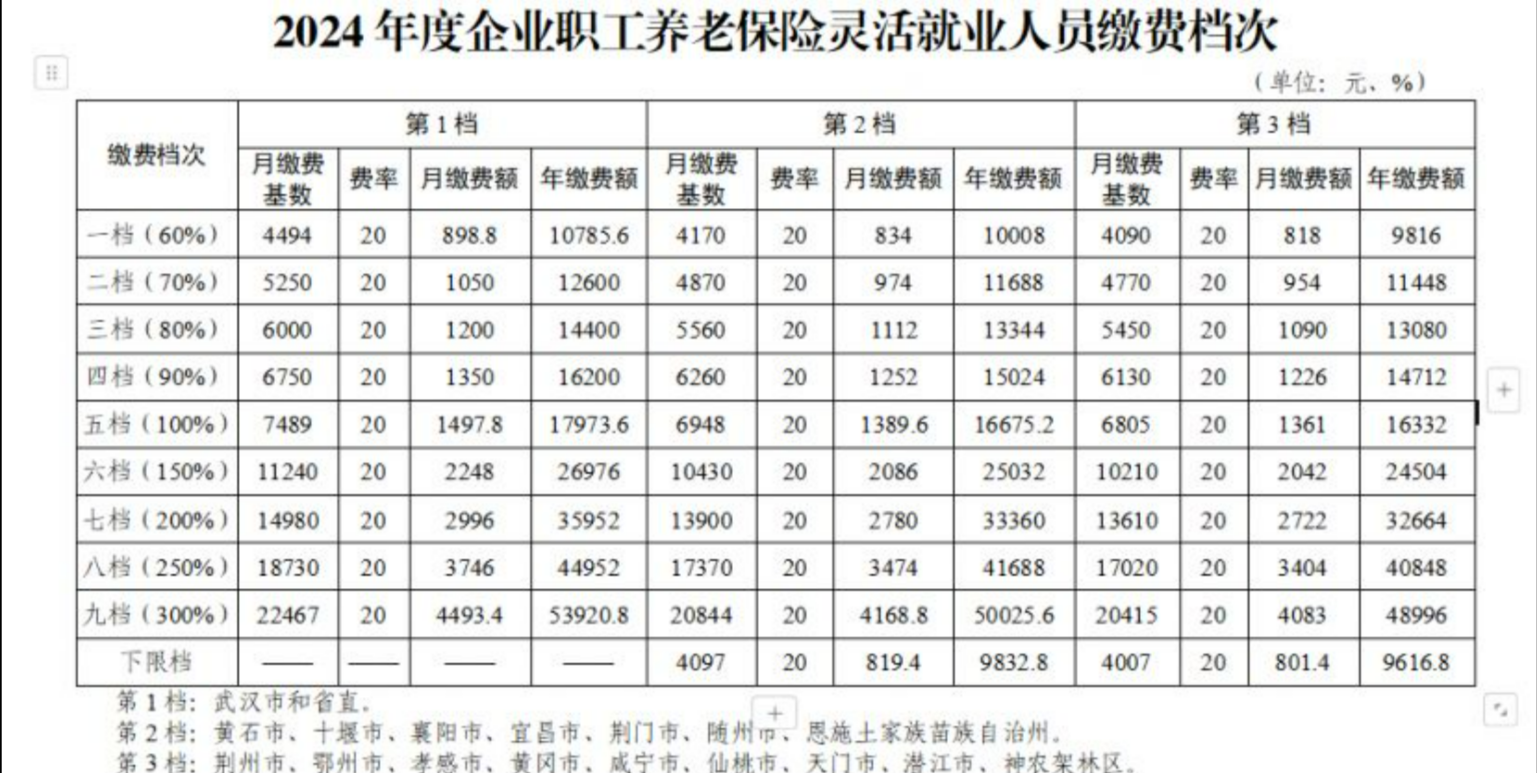 2024 年度企业职工养老保险灵活就业人员缴费档次
（单位：元、%）
缴费档次 第 1 档 第 2 档 第 3 档
月缴费基数 费率 月缴费额 年缴费额 月缴费基数 费率 月缴费额 年缴费额 月缴费基数 费率 月缴费额 年缴费额
一档（60%） 4494 20 898.8 10785.6 4170 20 834 10008 4090 20 818 9816
二档（70%） 5250 20 1050 12600 4870 20 974 11688 4770 20 954 11448
三档（80%） 6000 20 1200 14400 5560 20 1112 13344 5450 20 1090 13080
四档（90%） 6750 20 1350 16200 6260 20 1252 15024 6130 20 1226 14712
五档（100%） 7489 20 1497.8 17973.6 6948 20 1389.6 16675.2 6805 20 1361 16332
六档（150%） 11240 20 2248 26976 10430 20 2086 25032 10210 20 2042 24504
七档（200%） 14980 20 2996 35952 13900 20 2780 33360 13610 20 2722 32664
八档（250%） 18730 20 3746 44952 17370 20 3474 41688 17020 20 3404 40848
九档（300%） 22467 20 4493.4 53920.8 20844 20 4168.8 50025.6 20415 20 4083 48996
下限档 —— —— —— —— 4097 20 819.4 9832.8 4007 20 801.4 9616.8
第 1 档：武汉市和省直。
第 2 档：黄石市、十堰市、襄阳市、宜昌市、荆门市、随州市、恩施土家族苗族自治州。
第 3 档：荆州市、鄂州市、孝感市、黄冈市、咸宁市、仙桃市、天门市、潜江市、神农架林区。